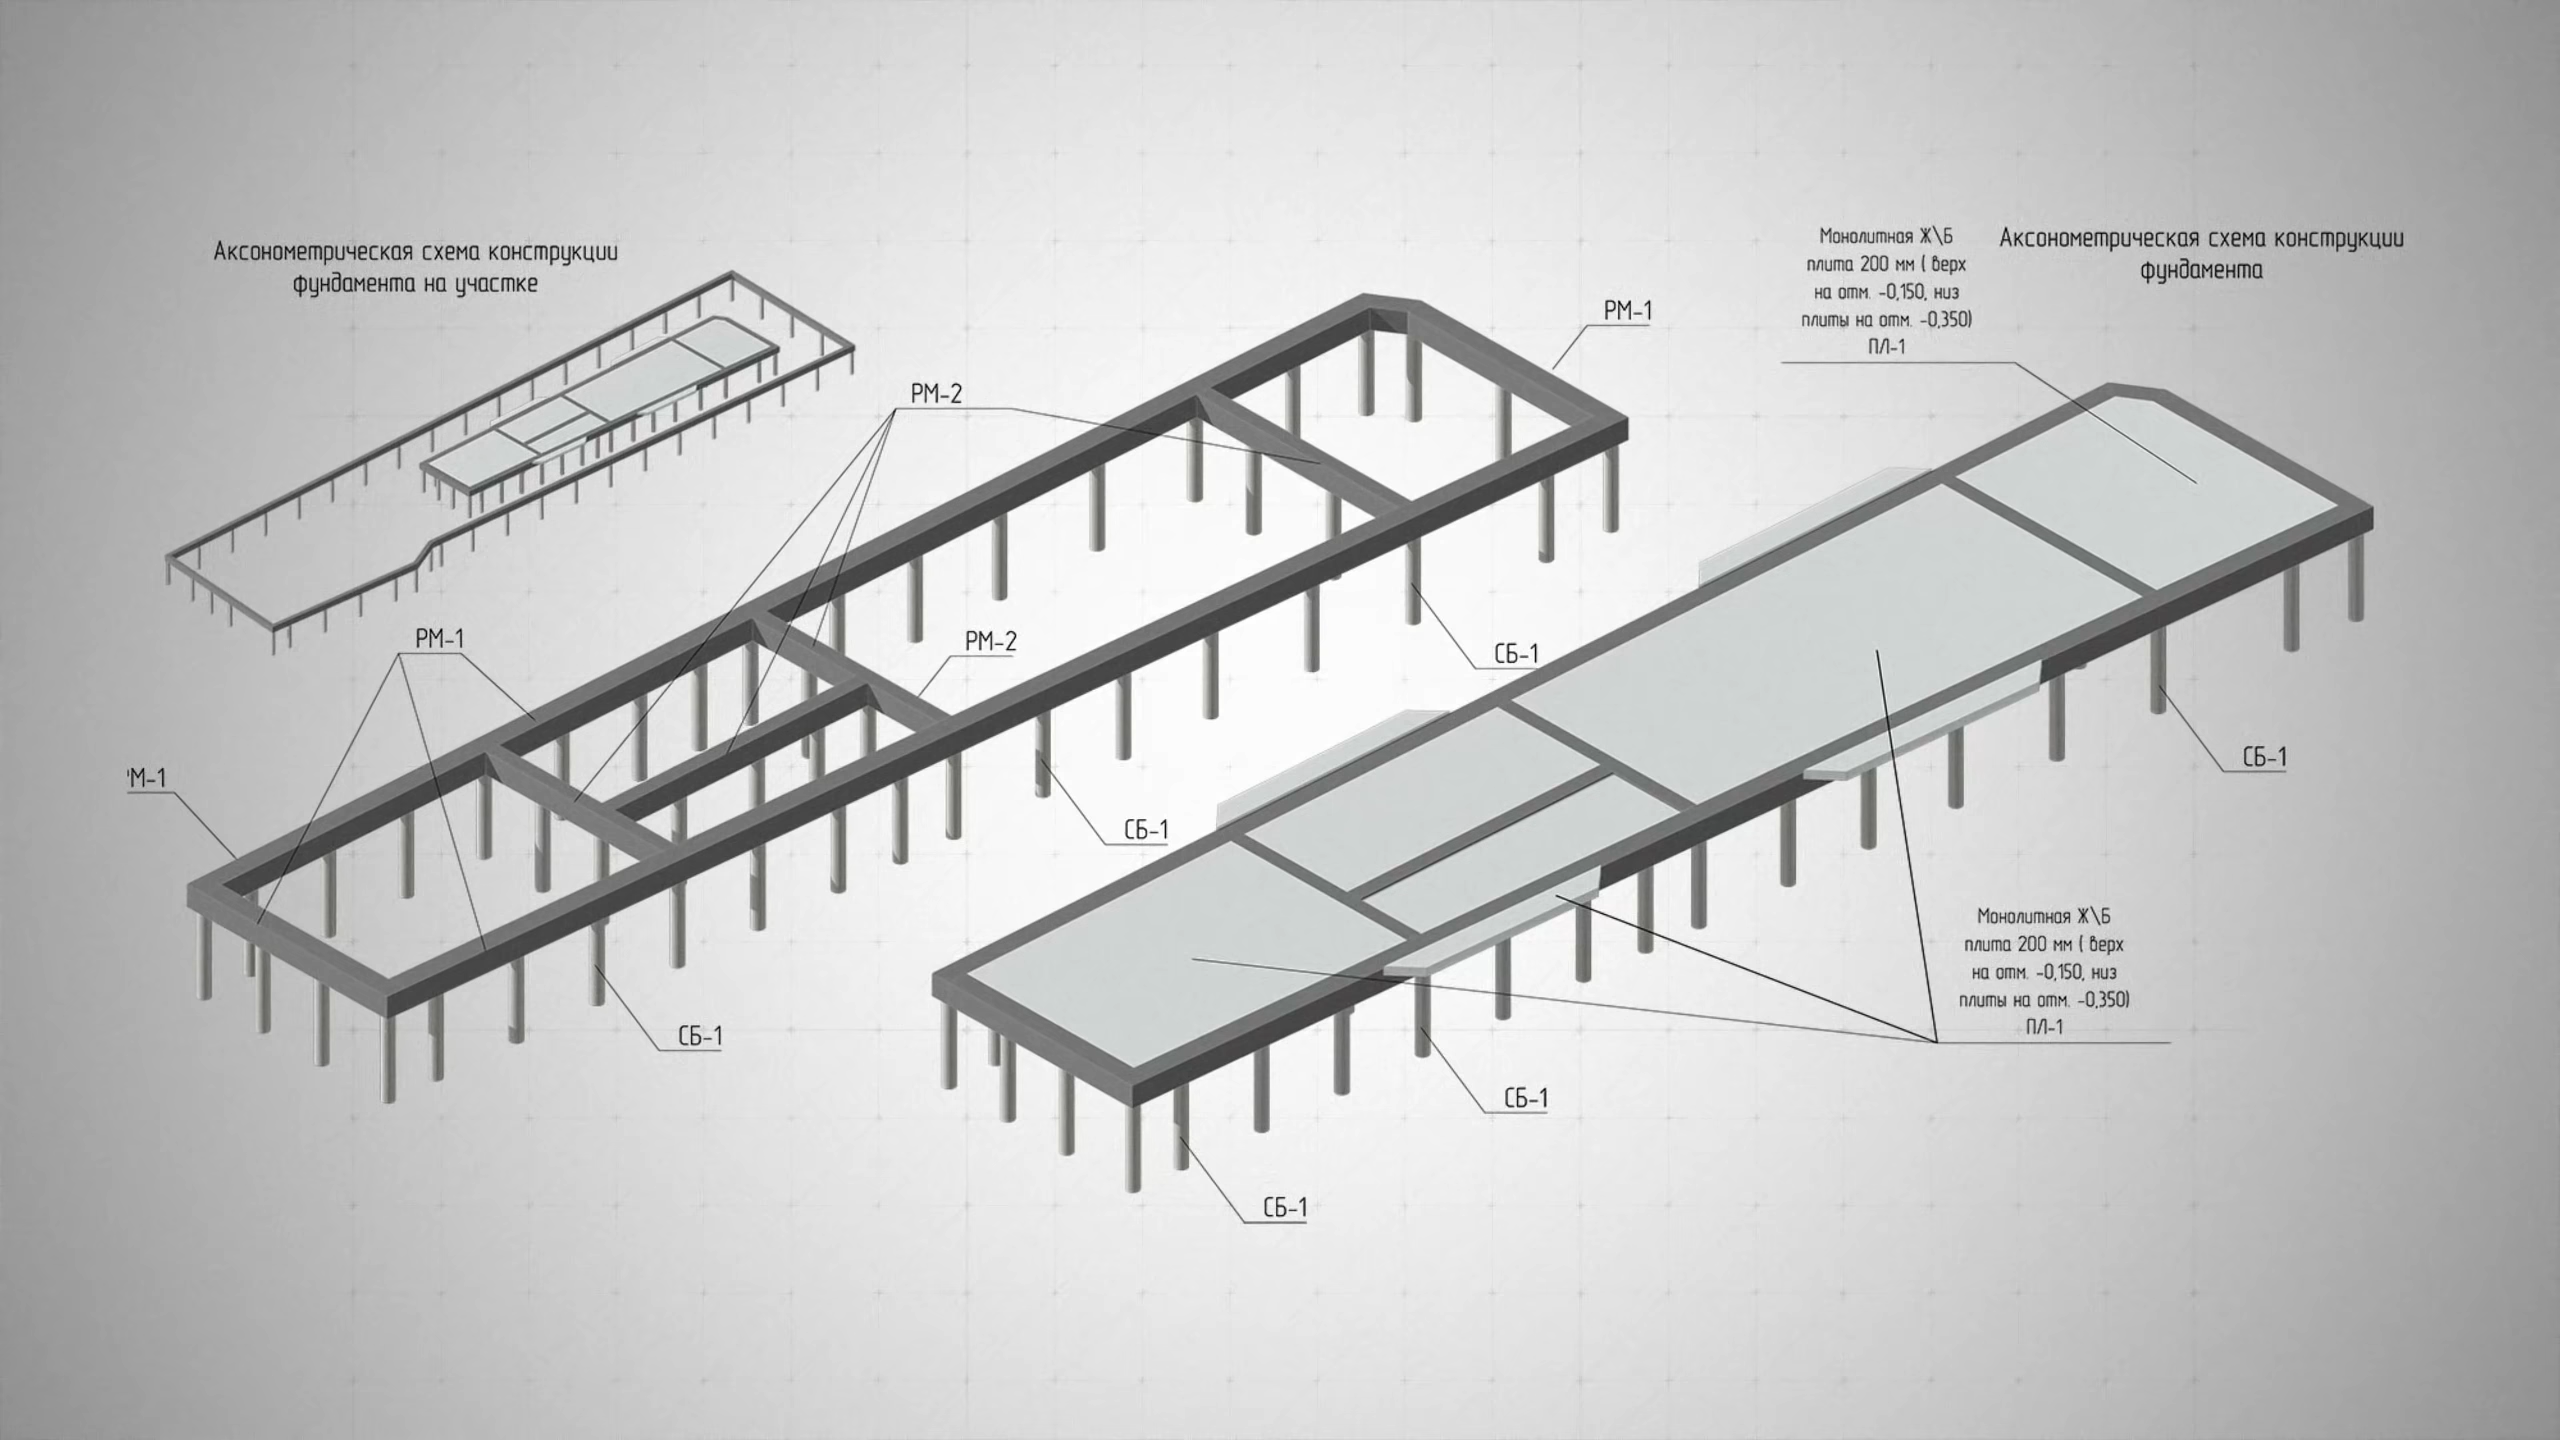 Аксонометрическая схема конструкции
фундамента на участке
Монолитная Ж\Б
плита 200 мм ( верх
на отм. -0,150, низ
плиты на отм. -0,350)
ПЛ-1
Аксонометрическая схема конструкции
фундамента
РМ-1
РМ-2
РМ-1
РМ-2
СБ-1
М-1
СБ-1
СБ-1
СБ-1
Монолитная Ж\Б
плита 200 мм ( верх
на отм. -0,150, низ
плиты на отм. -0,350)
ПЛ-1
СБ-1
СБ-1